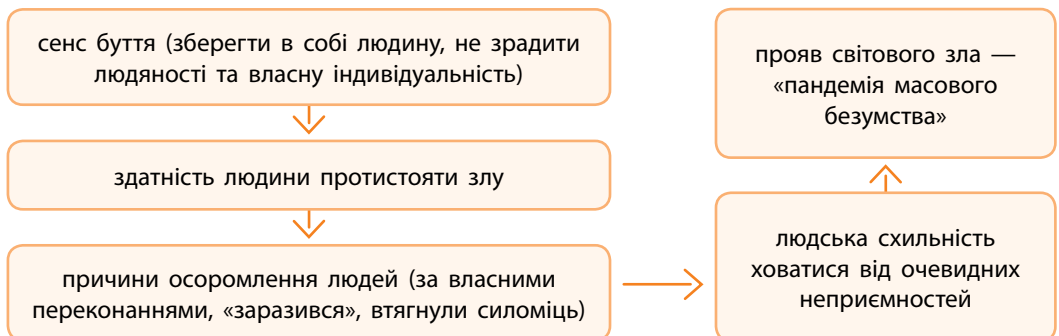 сенс буття (зберегти в собі людину, не зрадити
людяності та власну індивідуальність)
здатність людини протистояти злу
причини осоромлення людей (за власними
переконаннями, «заразився», втягнули силоміць)
людська схильність
ховатися від очевидних
неприємностей
прояв світового зла —
«пандемія масового
безумства»